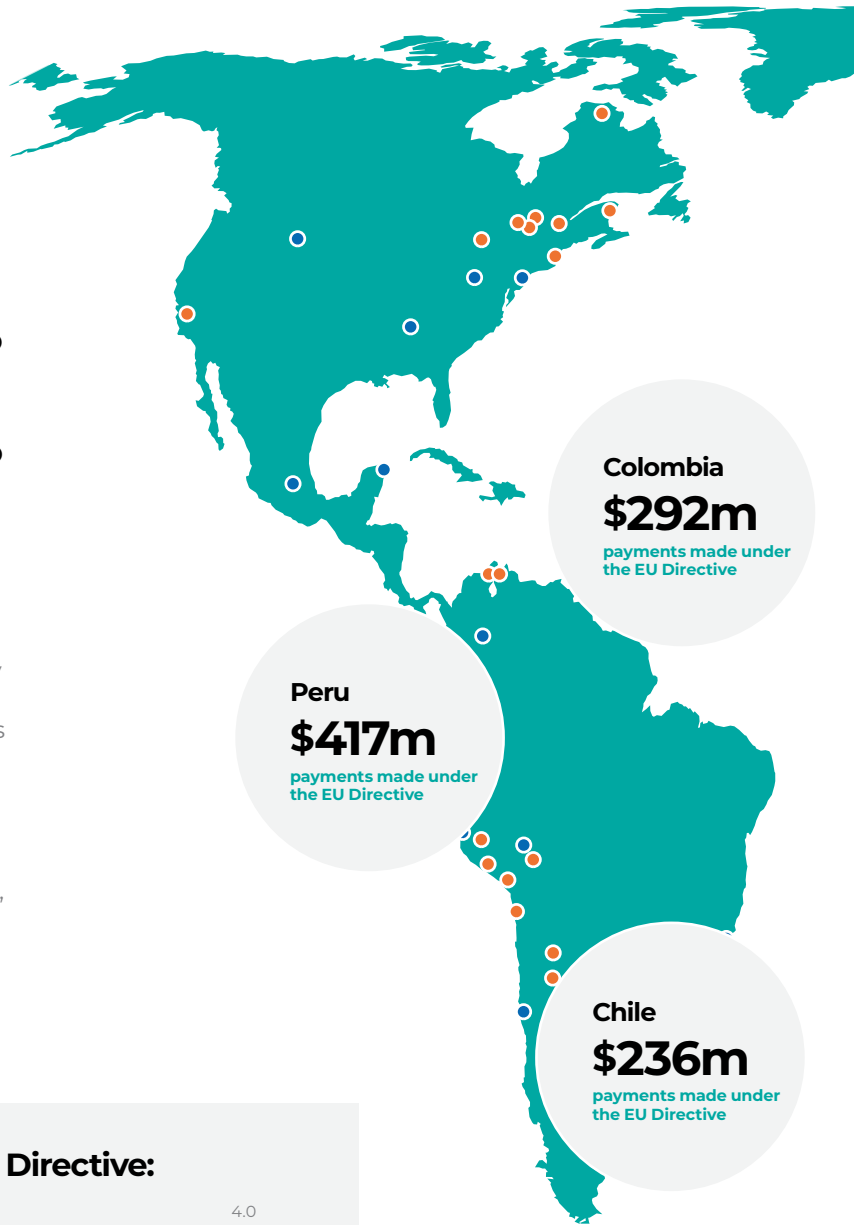 Colombia
$292m
payments made under
the EU Directive
Peru
$417m
payments made under
the EU Directive
Chile
$236m
payments made under
the EU Directive
Directive:
4.0